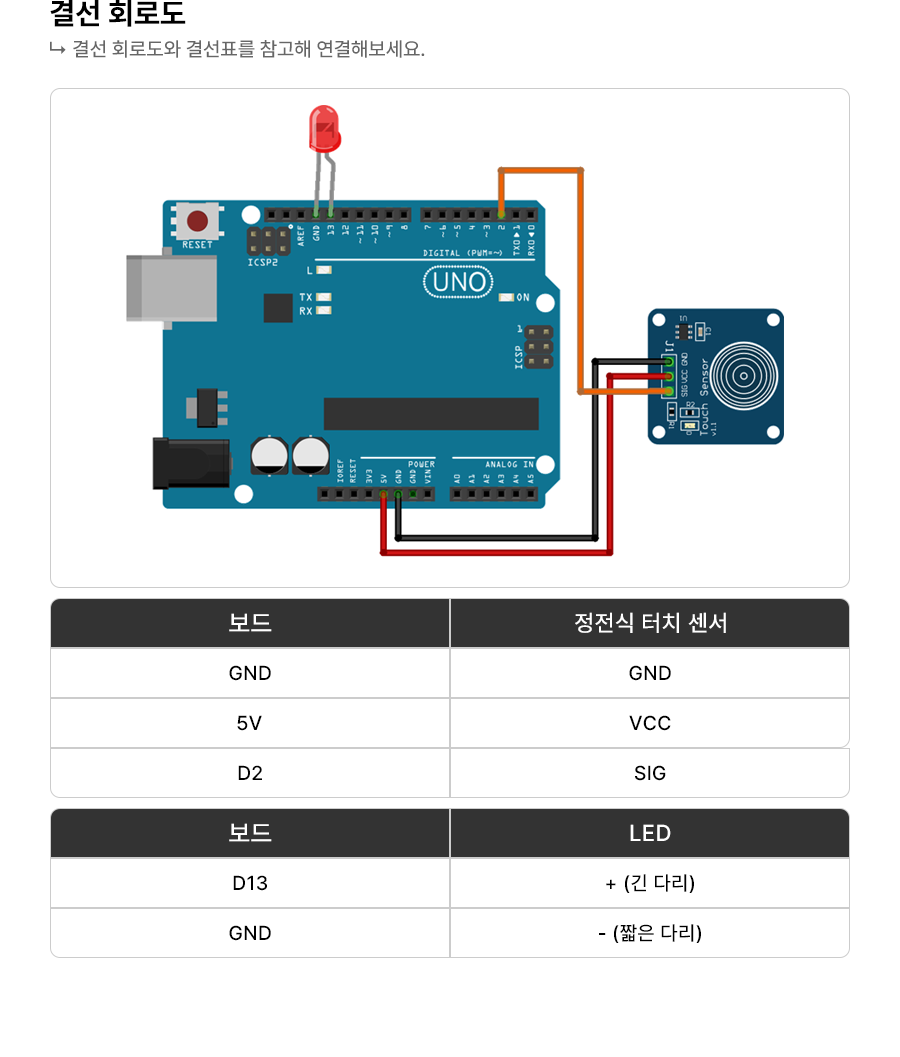 결선 회로도
↳ 결선 회로도와 결선표를 참고해 연결해보세요.
RESET
ICSP2
AREF
GND
13
12
~11
~10
~9
8
7
~6
~5
4
~3
2
TX0▶1
RX0◀0
DIGITAL (PWM=~)
L
TX
RX
UNO
ON
1
ICSP
J1
GND
VCC
SIG
C1
R2
Touch Sensor
v1.1
IOREF
RESET
3V3
5V
GND
GND
VIN
POWER
ANALOG IN
A0
A1
A2
A3
A4
A5
보드 정전식 터치 센서
GND GND
5V VCC
D2 SIG
보드 LED
D13 + (긴 다리)
GND - (짧은 다리)